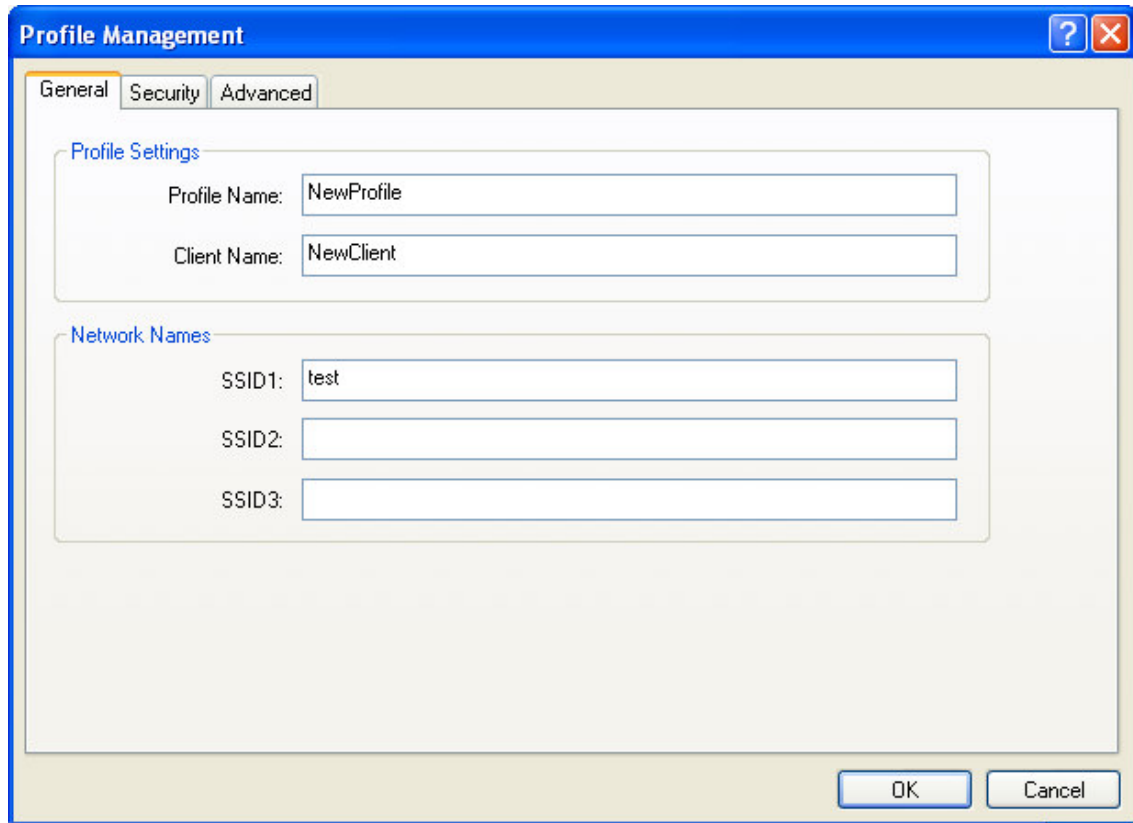 Profile Management
General Security Advanced
Profile Settings
Profile Name: NewProfile
Client Name: NewClient
Network Names
SSID1: test
SSID2:
SSID3:
OK Cancel